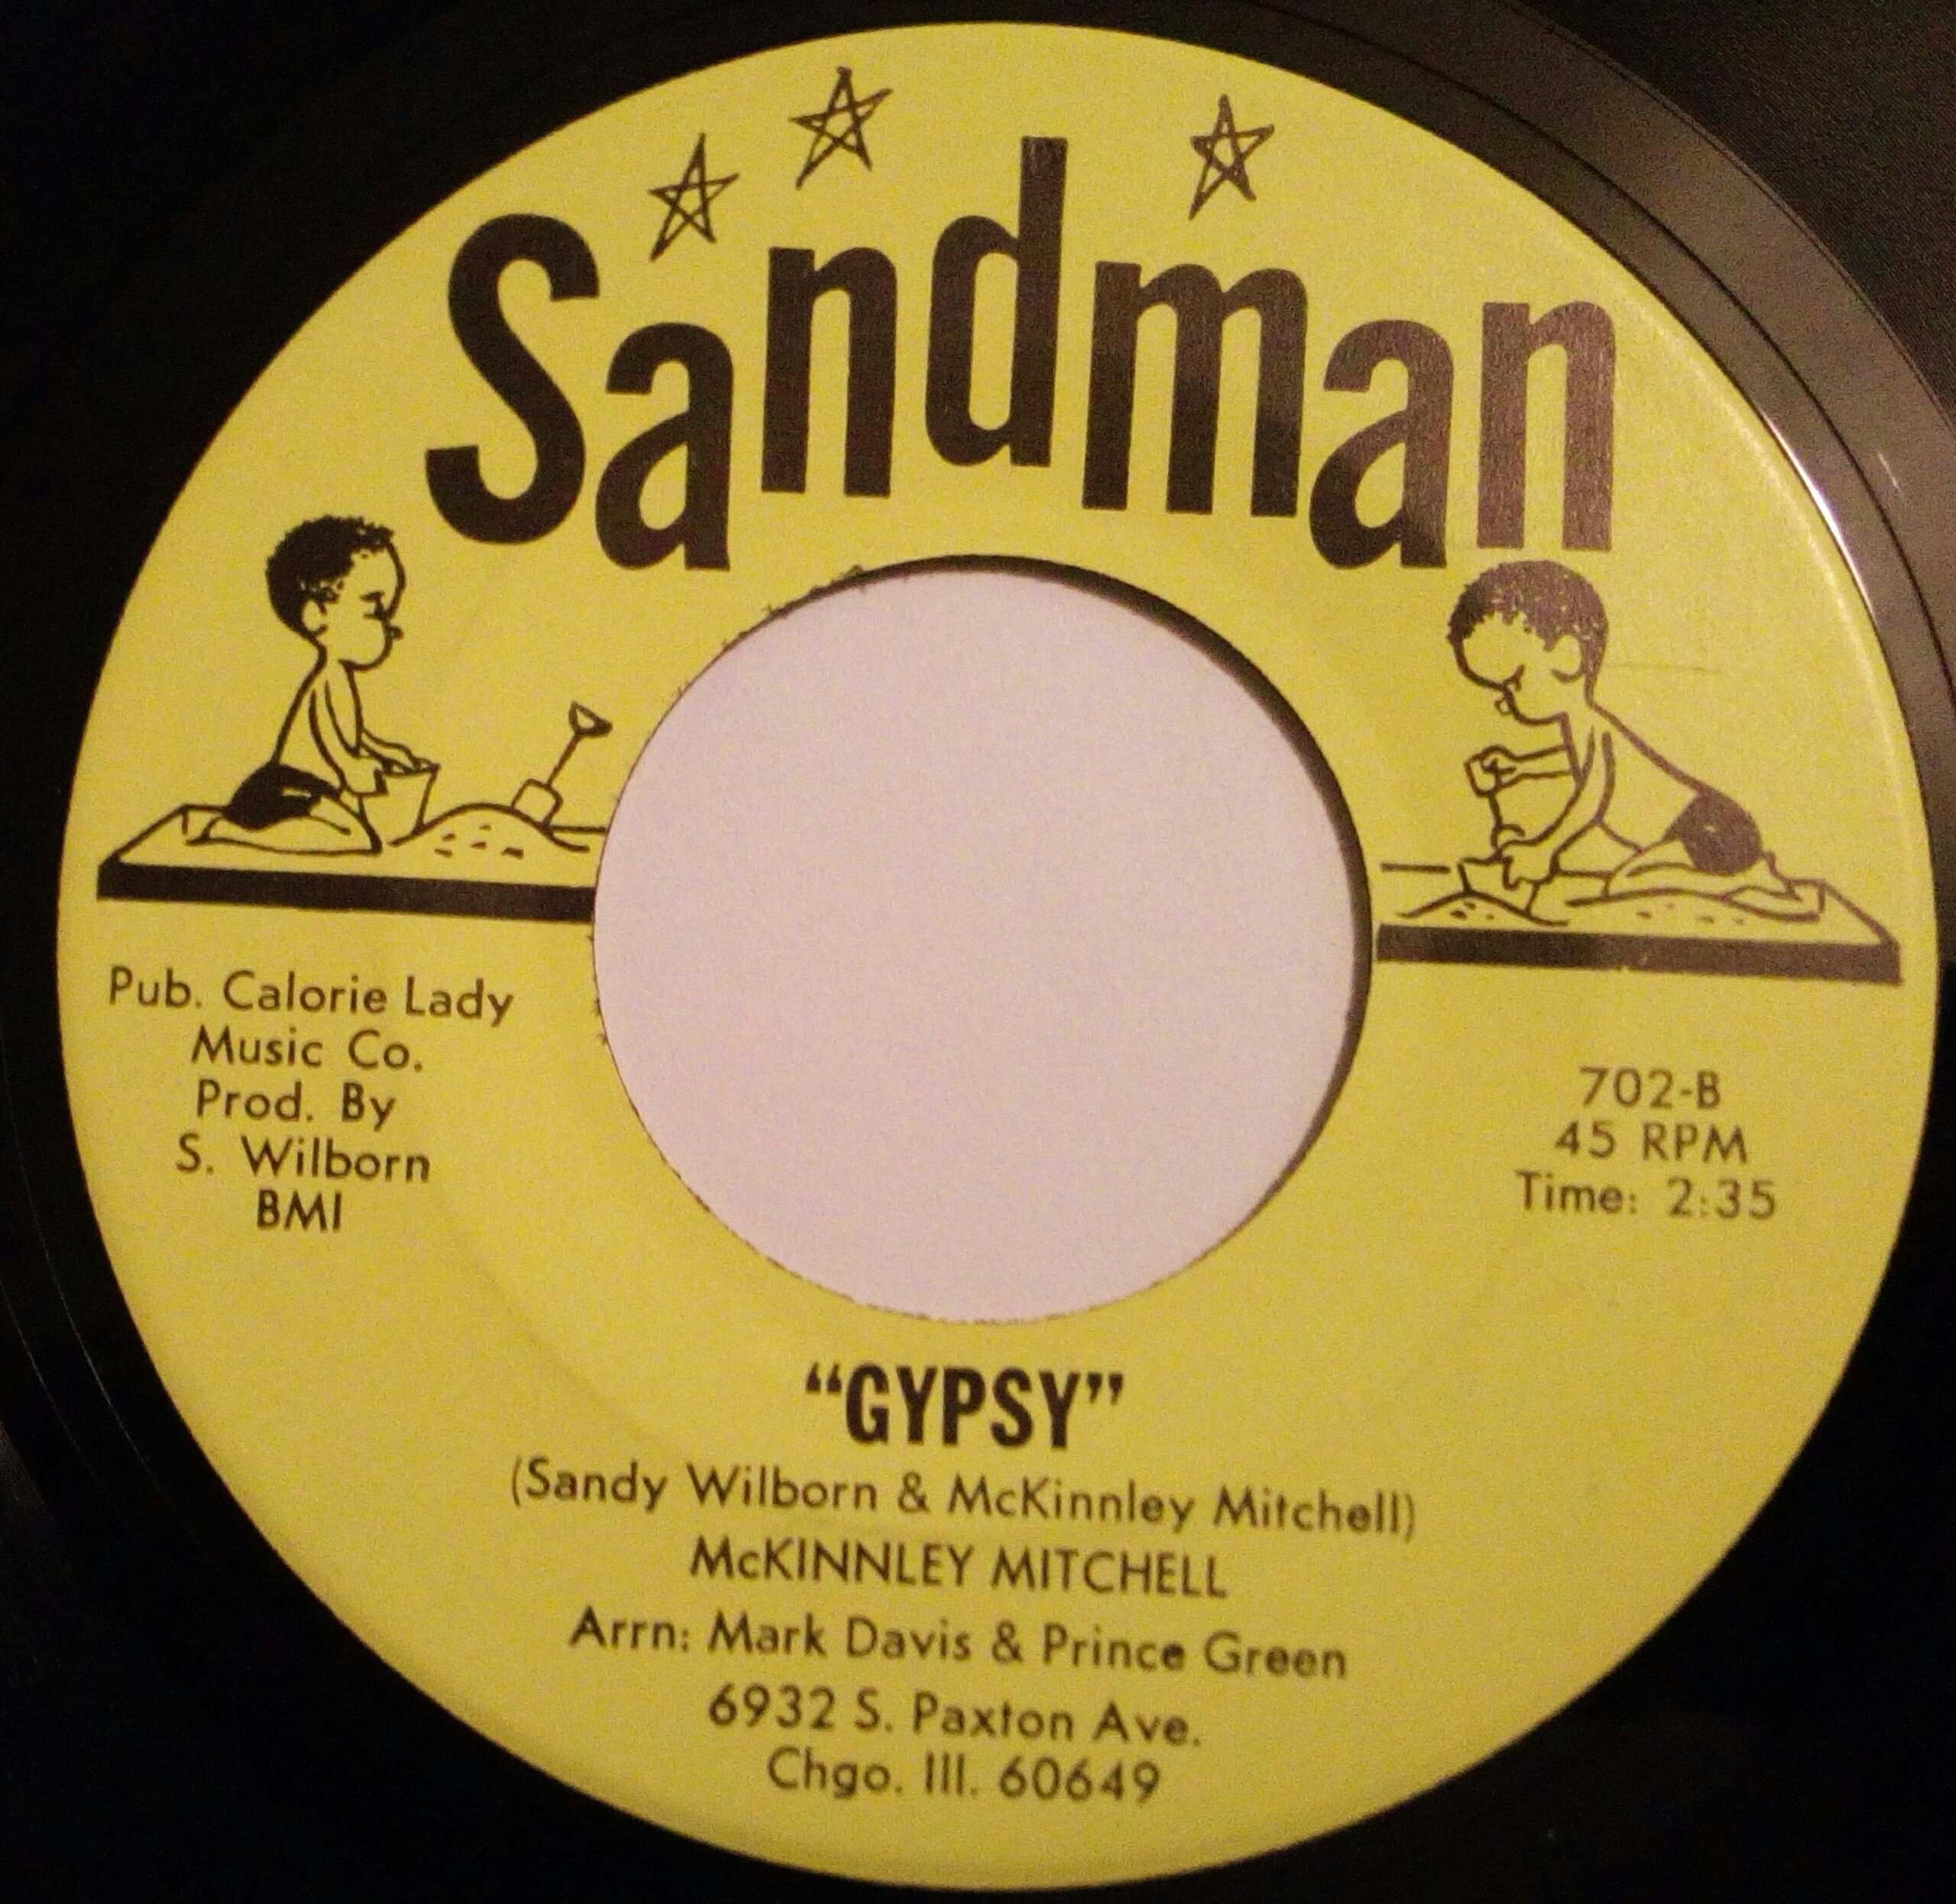 Sandman
Pub. Calorie Lady
Music Co.
Prod. By
S. Wilborn
BMI
702-B
45 RPM
Time: 2:35
“GYPSY”
(Sandy Wilborn & McKinnley Mitchell)
McKINNLEY MITCHELL
Arrn: Mark Davis & Prince Green
6932 S. Paxton Ave.
Chgo. Ill. 60649